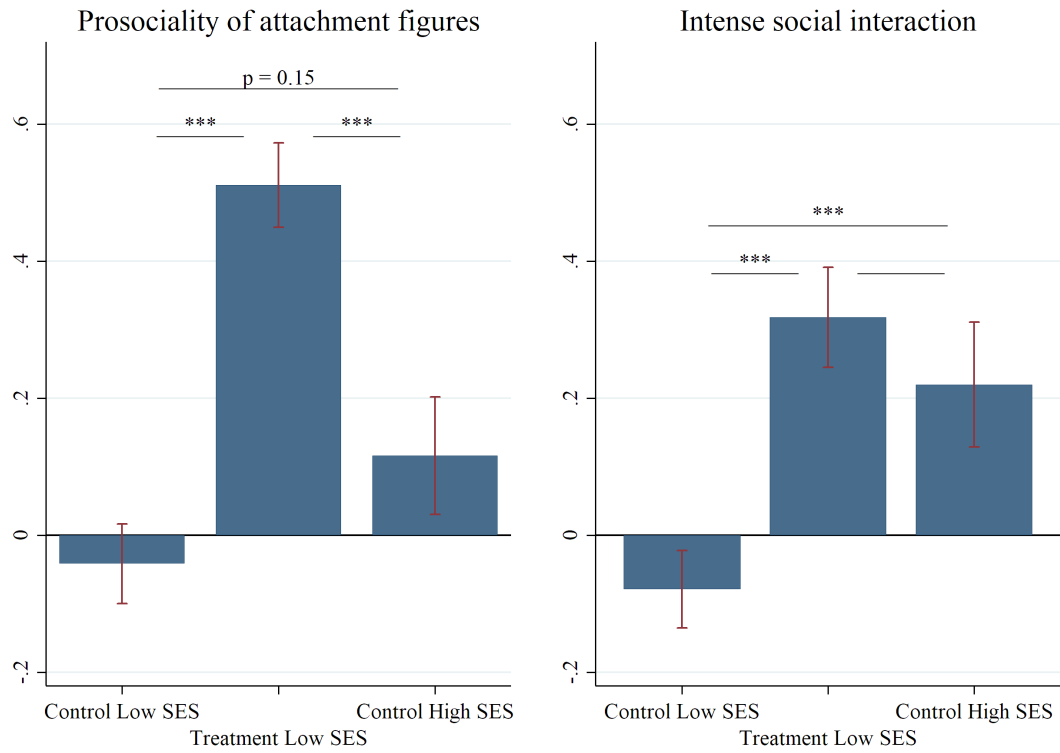 Prosociality of attachment figures
p = 0.15
*** ***
.6
.4
.2
0
-.2
Control Low SES Control High SES
Treatment Low SES
Intense social interaction
***
***
.6
.4
.2
0
-.2
Control Low SES Control High SES
Treatment Low SES